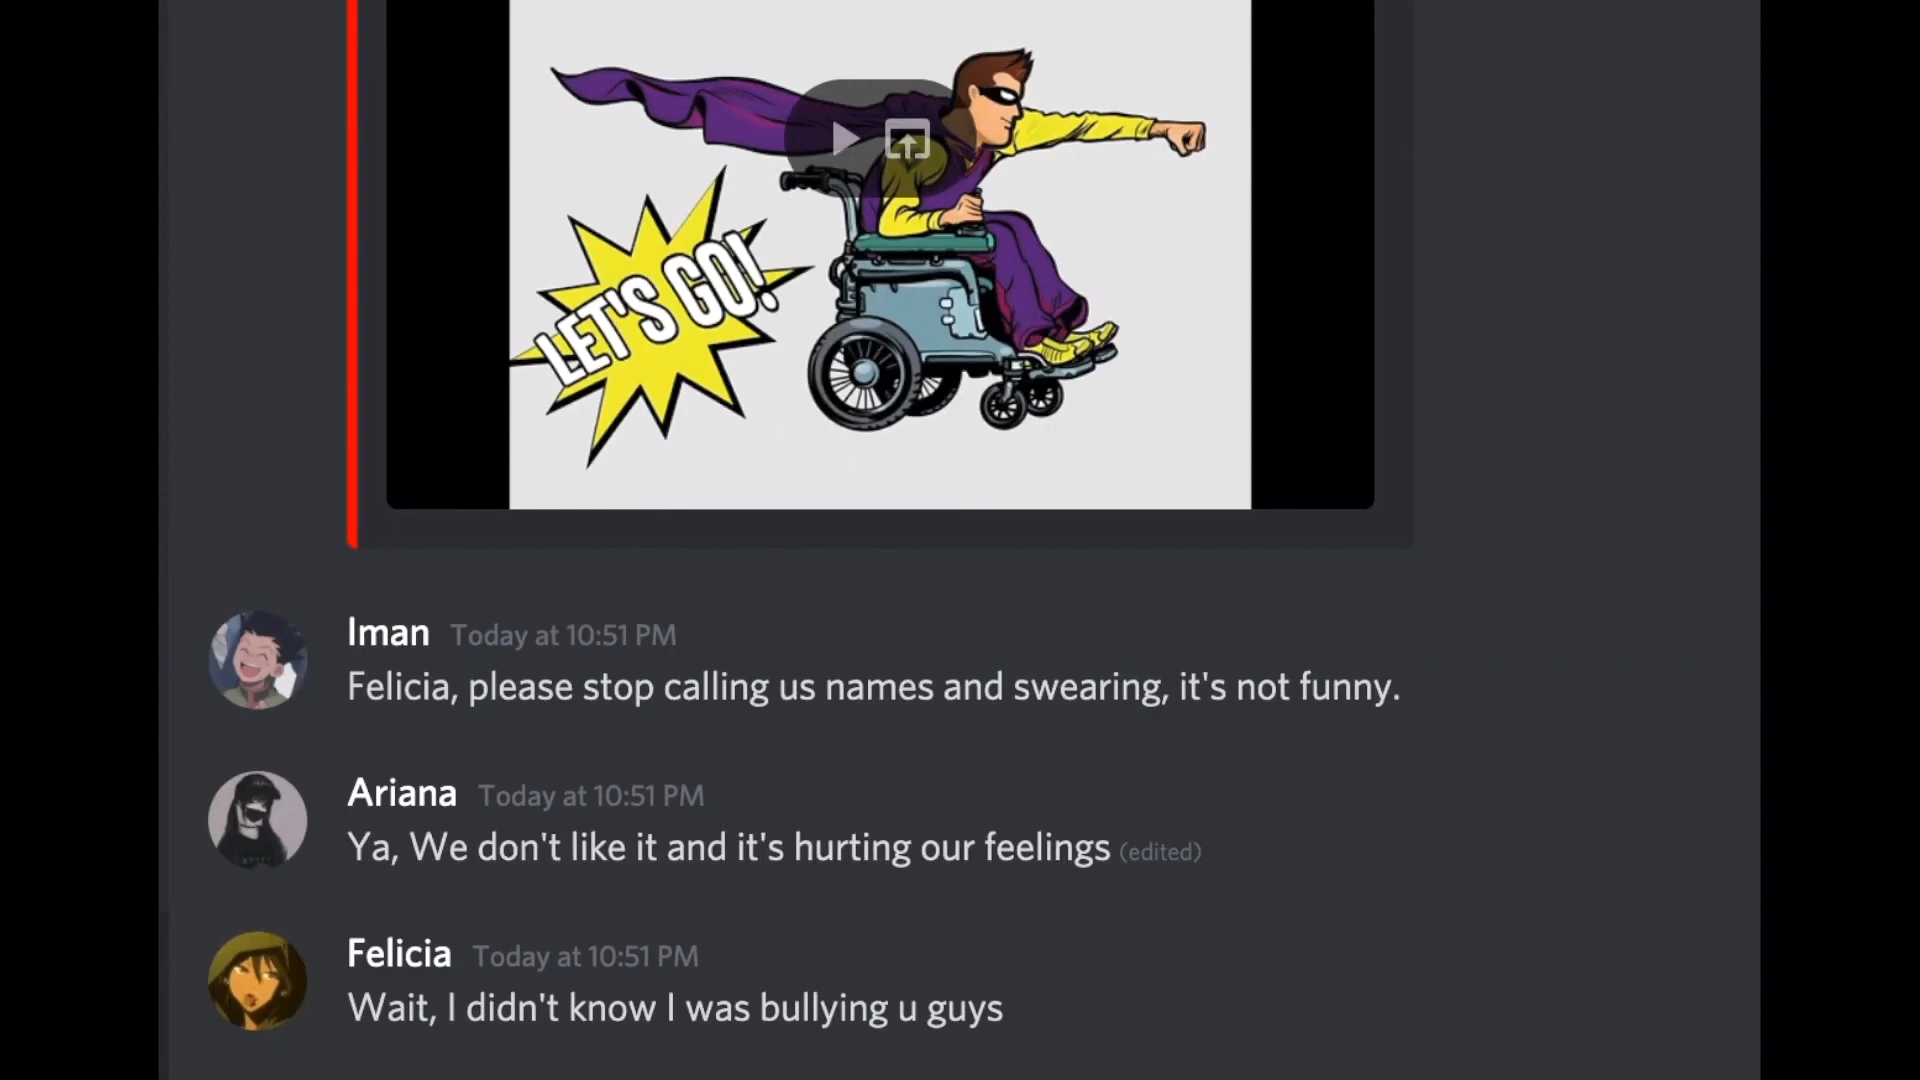 LET'S GO!
Iman Today at 10:51 PM
Felicia, please stop calling us names and swearing, it's not funny.
Ariana Today at 10:51 PM
Ya, We don't like it and it's hurting our feelings (edited)
Felicia Today at 10:51 PM
Wait, I didn't know I was bullying u guys